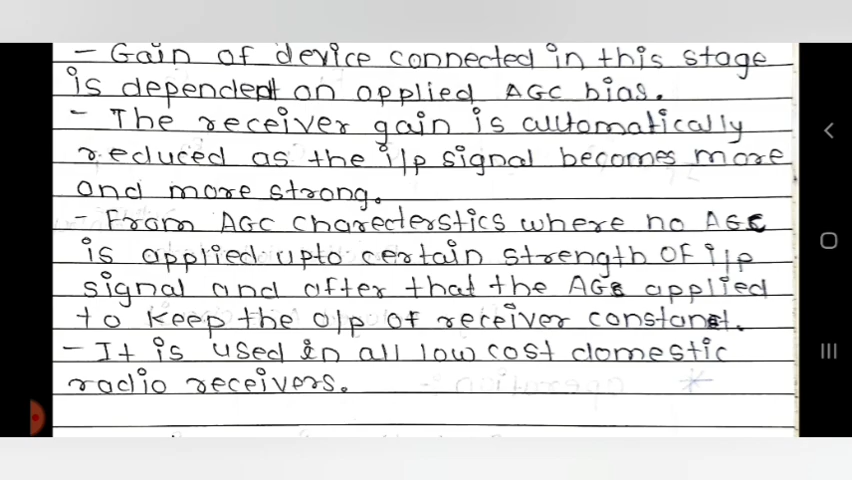 - Gain of device connected in this stage
is dependent on applied AGC bias.
- The receiver gain is automatically
reduced as the i/p signal becomes more
and more strong.
- From AGC charecterstics where no AGC
is applied upto certain strength of i/p
signal and after that the AGC applied
to keep the o/p of receiver constant.
- It is used in all low cost domestic
radio receivers.